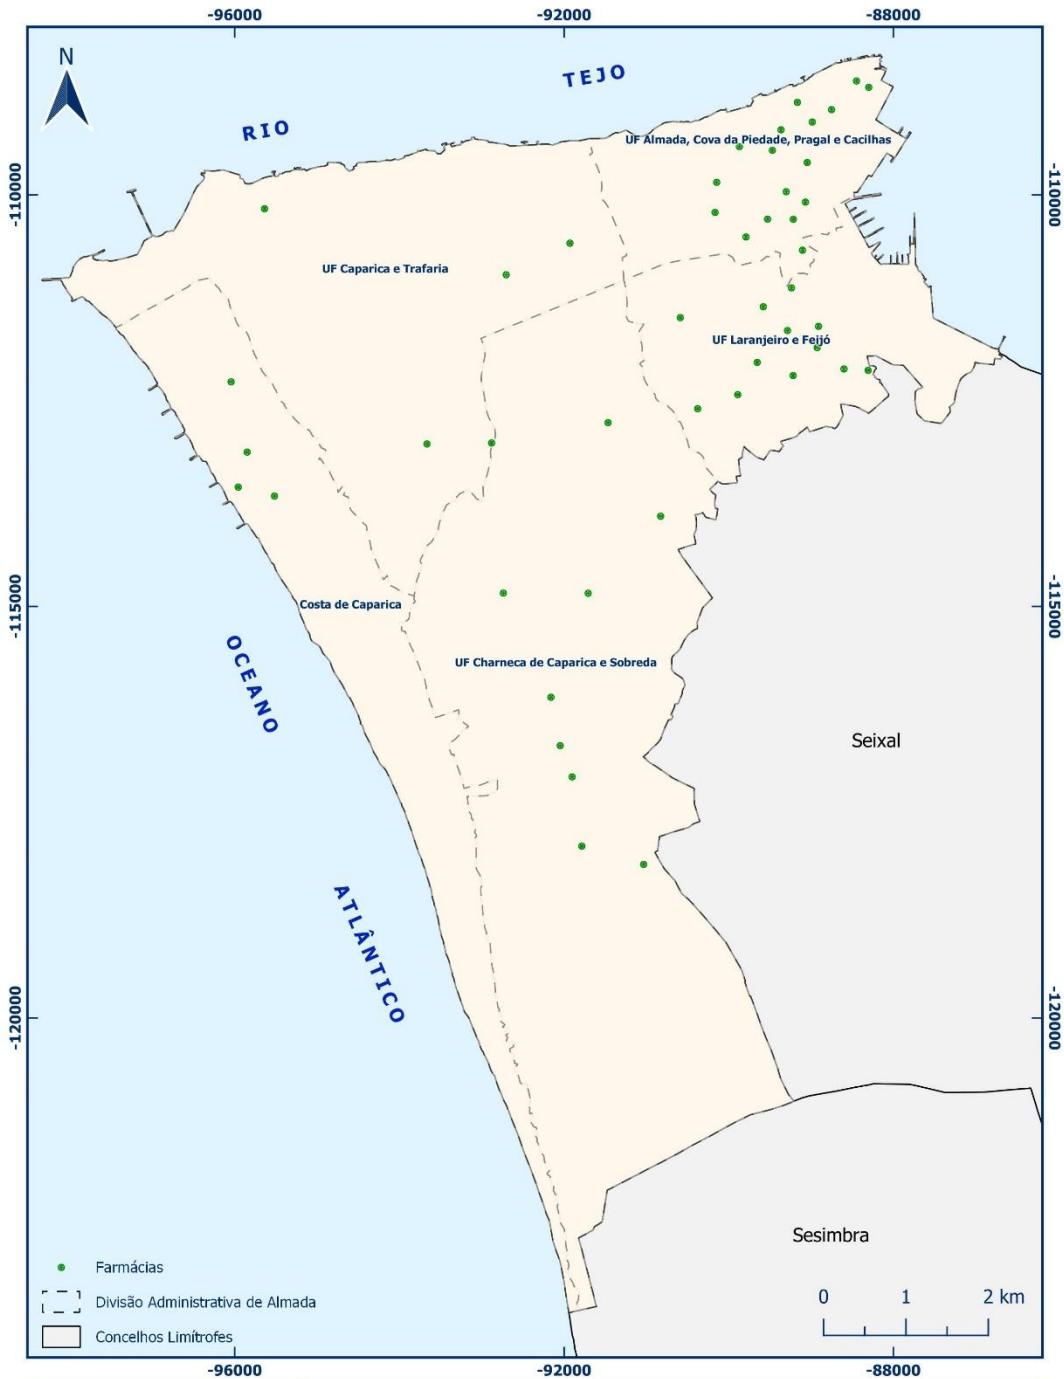 -96000
-92000
-88000
N
RIO
TEJO
UF Almada, Cova da Piedade, Pragal e Cacilhas
-110000
-110000
UF Caparica e Trafaria
UF Laranjeiro e Feijó
Costa de Caparica
-115000
-115000
OCEANO
UF Charneca de Caparica e Sobreda
Seixal
ATLÂNTICO
-120000
-120000
Sesimbra
Farmácias
Divisão Administrativa de Almada
Concelhos Limítrofes
0 1 2 km
-96000
-92000
-88000